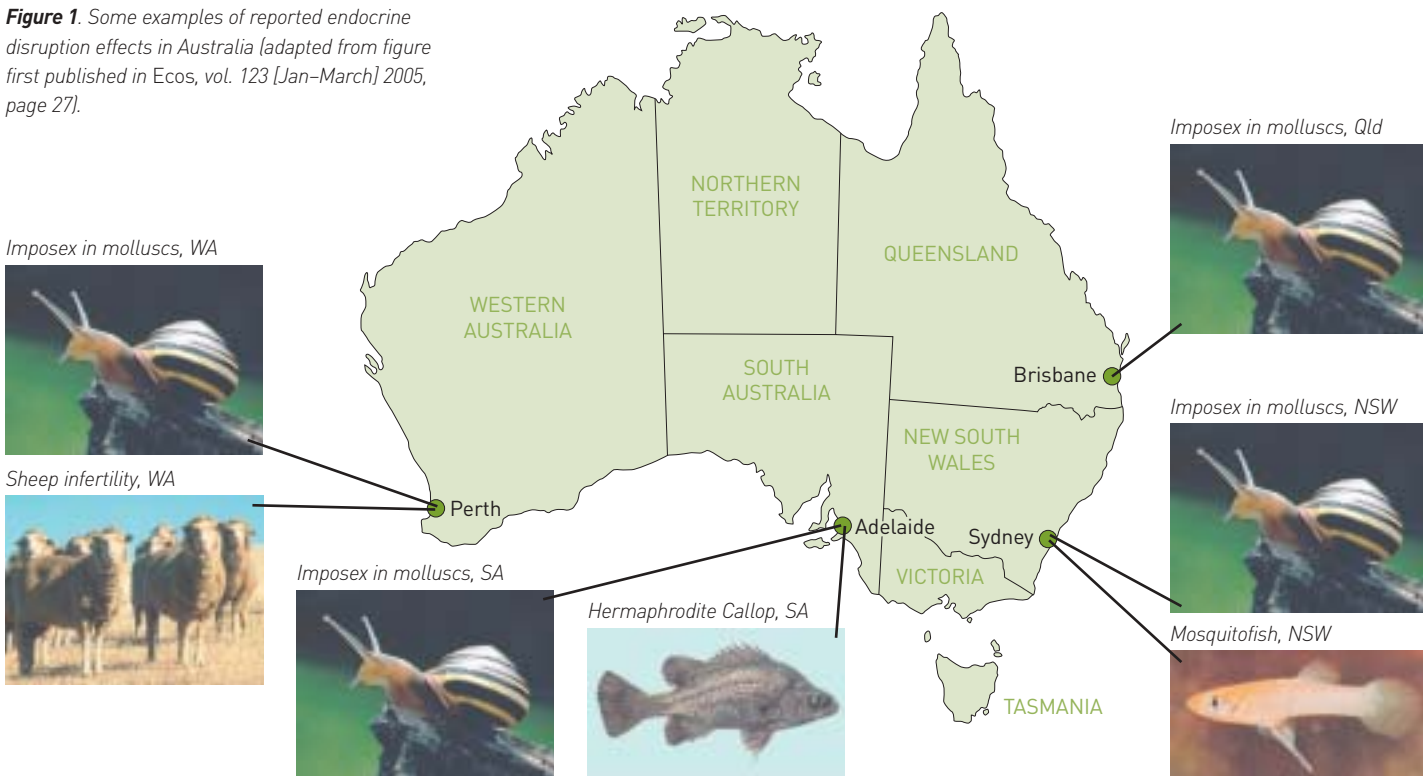 Figure 1. Some examples of reported endocrine
disruption effects in Australia (adapted from figure
first published in Ecos, vol. 123 [Jan–March] 2005,
page 27).
Imposex in molluscs, Qld
NORTHERN
TERRITORY
Imposex in molluscs, WA
QUEENSLAND
WESTERN
AUSTRALIA
SOUTH
AUSTRALIA
Brisbane
Imposex in molluscs, NSW
NEW SOUTH
WALES
Sheep infertility, WA
Perth
Adelaide
Sydney
Imposex in molluscs, SA
VICTORIA
Hermaphrodite Callop, SA
Mosquitofish, NSW
TASMANIA